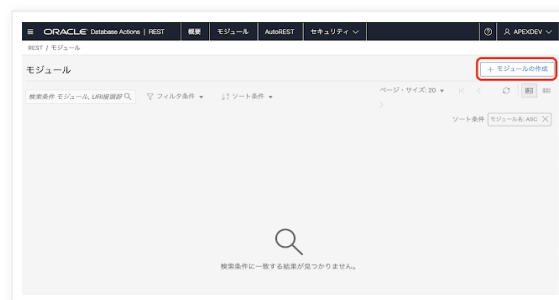 ≡ ORACLE Database Actions | REST 概要 モジュール AutoREST セキュリティ APEXDEV
REST / モジュール
モジュール
+ モジュールの作成
検索条件 モジュール, URI接頭辞 フィルタ条件 ソート条件 ページ・サイズ: 20
ソート条件 モジュール名: ASC ×
検索条件に一致する結果が見つかりません。